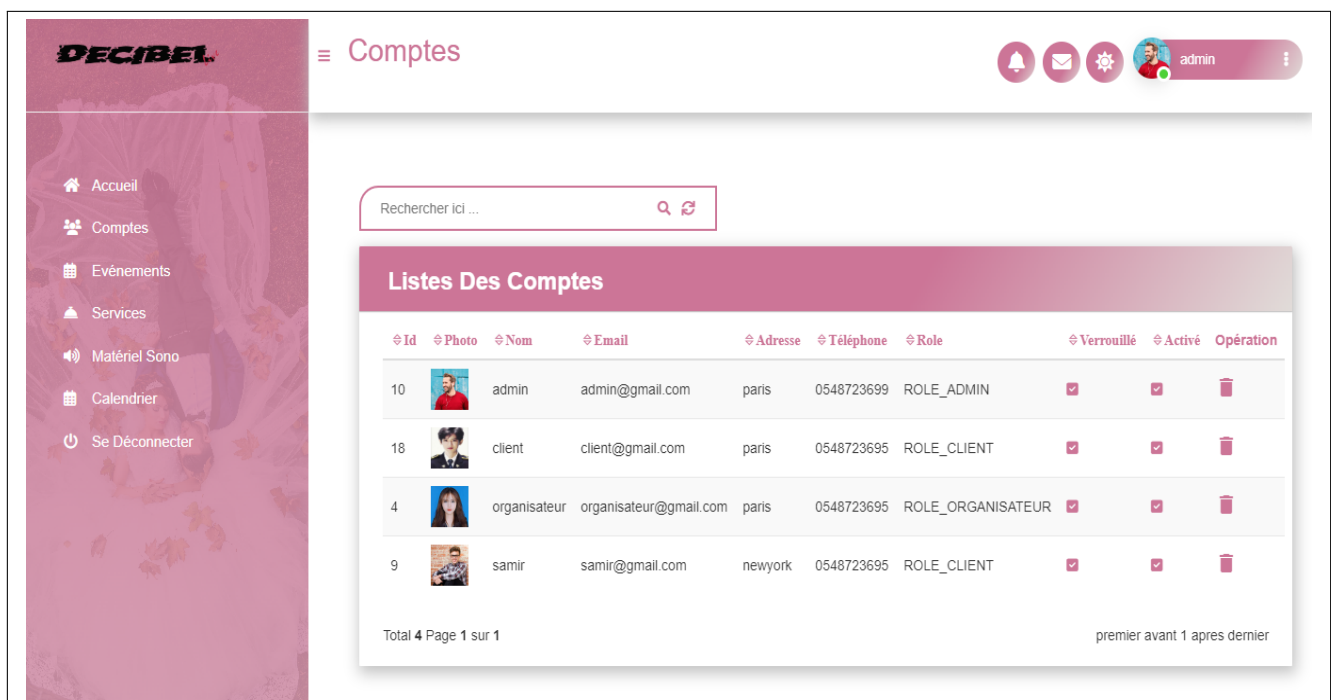 DECIBEL
Comptes
admin
Accueil
Comptes
Evénements
Services
Matériel Sono
Calendrier
Se Déconnecter
Rechercher ici ...
Listes Des Comptes
Id Photo Nom Email Adresse Téléphone Role Verrouillé Activé Opération
10 admin admin@gmail.com paris 0548723699 ROLE_ADMIN
18 client client@gmail.com paris 0548723695 ROLE_CLIENT
4 organisateur organisateur@gmail.com paris 0548723695 ROLE_ORGANISATEUR
9 samir samir@gmail.com newyork 0548723695 ROLE_CLIENT
Total 4 Page 1 sur 1 premier avant 1 apres dernier